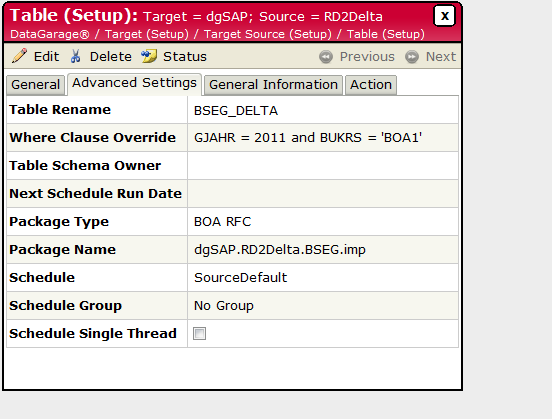 Table (Setup): Target = dgSAP; Source = RD2Delta x
DataGarage® / Target (Setup) / Target Source (Setup) / Table (Setup)
Edit Delete Status Previous Next
General Advanced Settings General Information Action
Table Rename BSEG_DELTA
Where Clause Override GJAHR = 2011 and BUKRS = 'BOA1'
Table Schema Owner
Next Schedule Run Date
Package Type BOA RFC
Package Name dgSAP.RD2Delta.BSEG.imp
Schedule SourceDefault
Schedule Group No Group
Schedule Single Thread